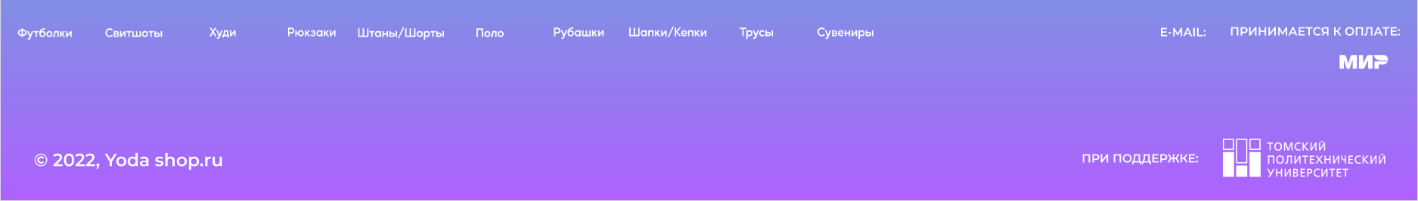 Футболки Свитшоты Худи Рюкзаки Штаны/Шорты Поло Рубашки Шапки/Кепки Трусы Сувениры E-MAIL: ПРИНИМАЕТСЯ К ОПЛАТЕ:
МИР
© 2022, Yoda shop.ru
ПРИ ПОДДЕРЖКЕ:
ТОМСКИЙ
ПОЛИТЕХНИЧЕСКИЙ
УНИВЕРСИТЕТ